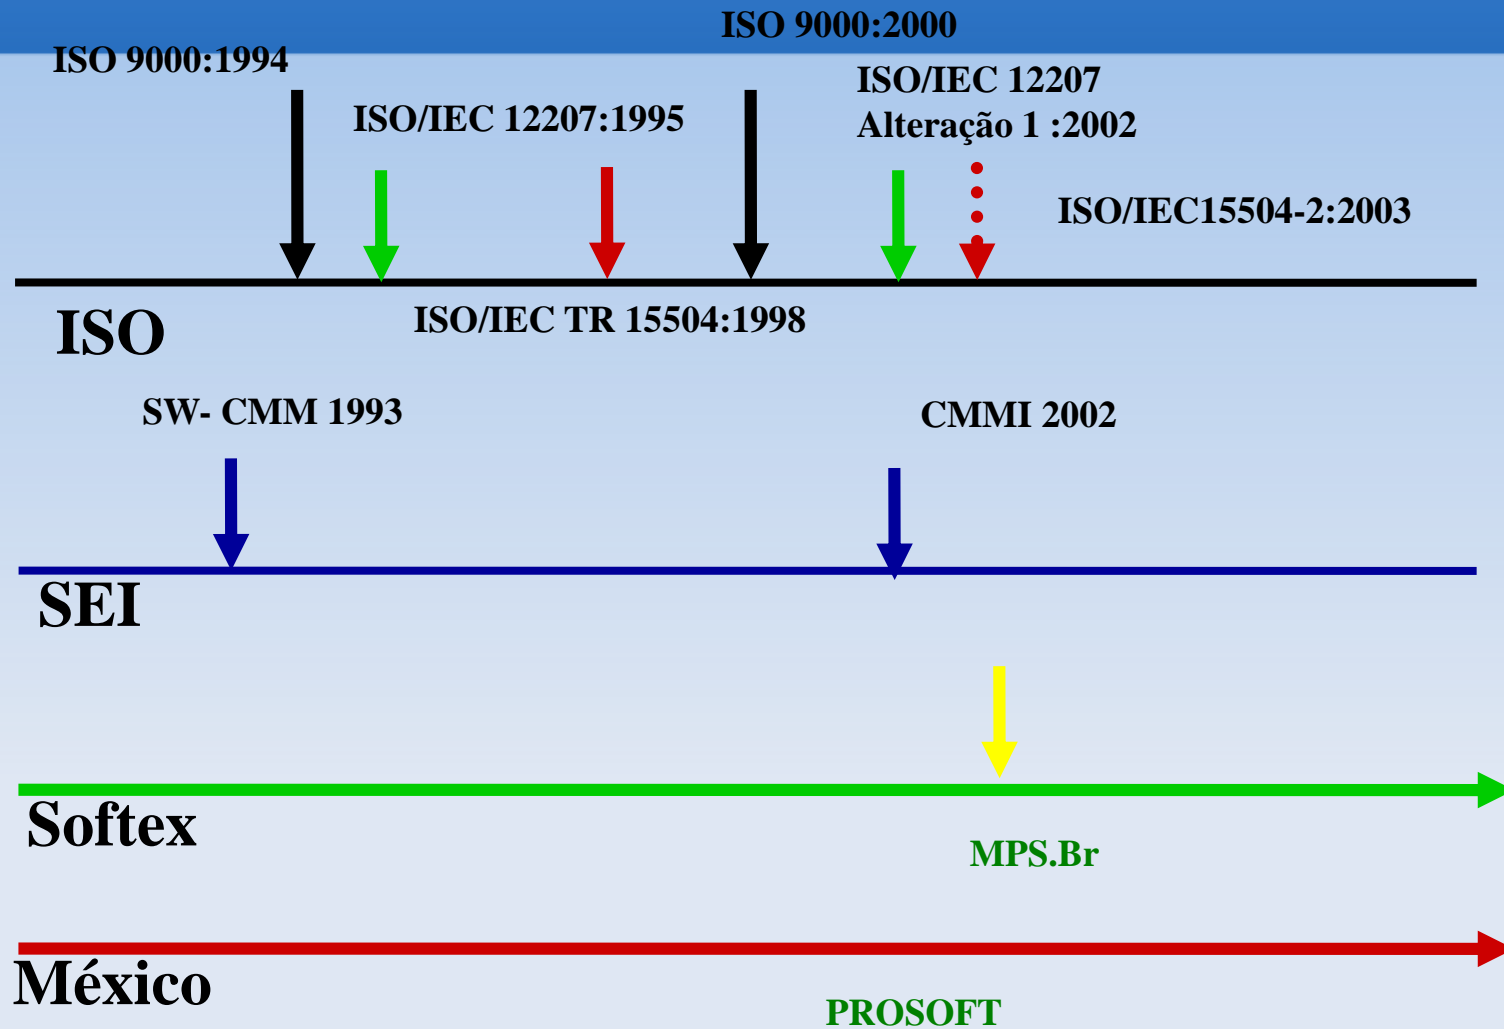 ISO 9000:2000
ISO 9000:1994
ISO/IEC 12207
Alteração 1 :2002
ISO/IEC 12207:1995
ISO/IEC15504-2:2003
ISO
ISO/IEC TR 15504:1998
SW- CMM 1993
CMMI 2002
SEI
Softex
MPS.Br
México
PROSOFT